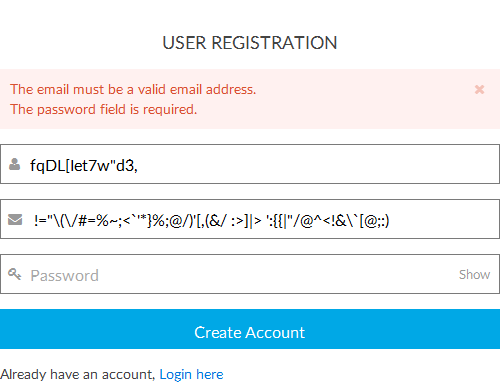 USER REGISTRATION
The email must be a valid email address.
The password field is required.
×
fqDL[Iet7w"d3,
!="\(\/#=%~;<`'*}%;@/)'[,(&/ :>]|> ':{{|"/@^<!&\`[@;:)
Password
Show
Create Account
Already have an account, Login here